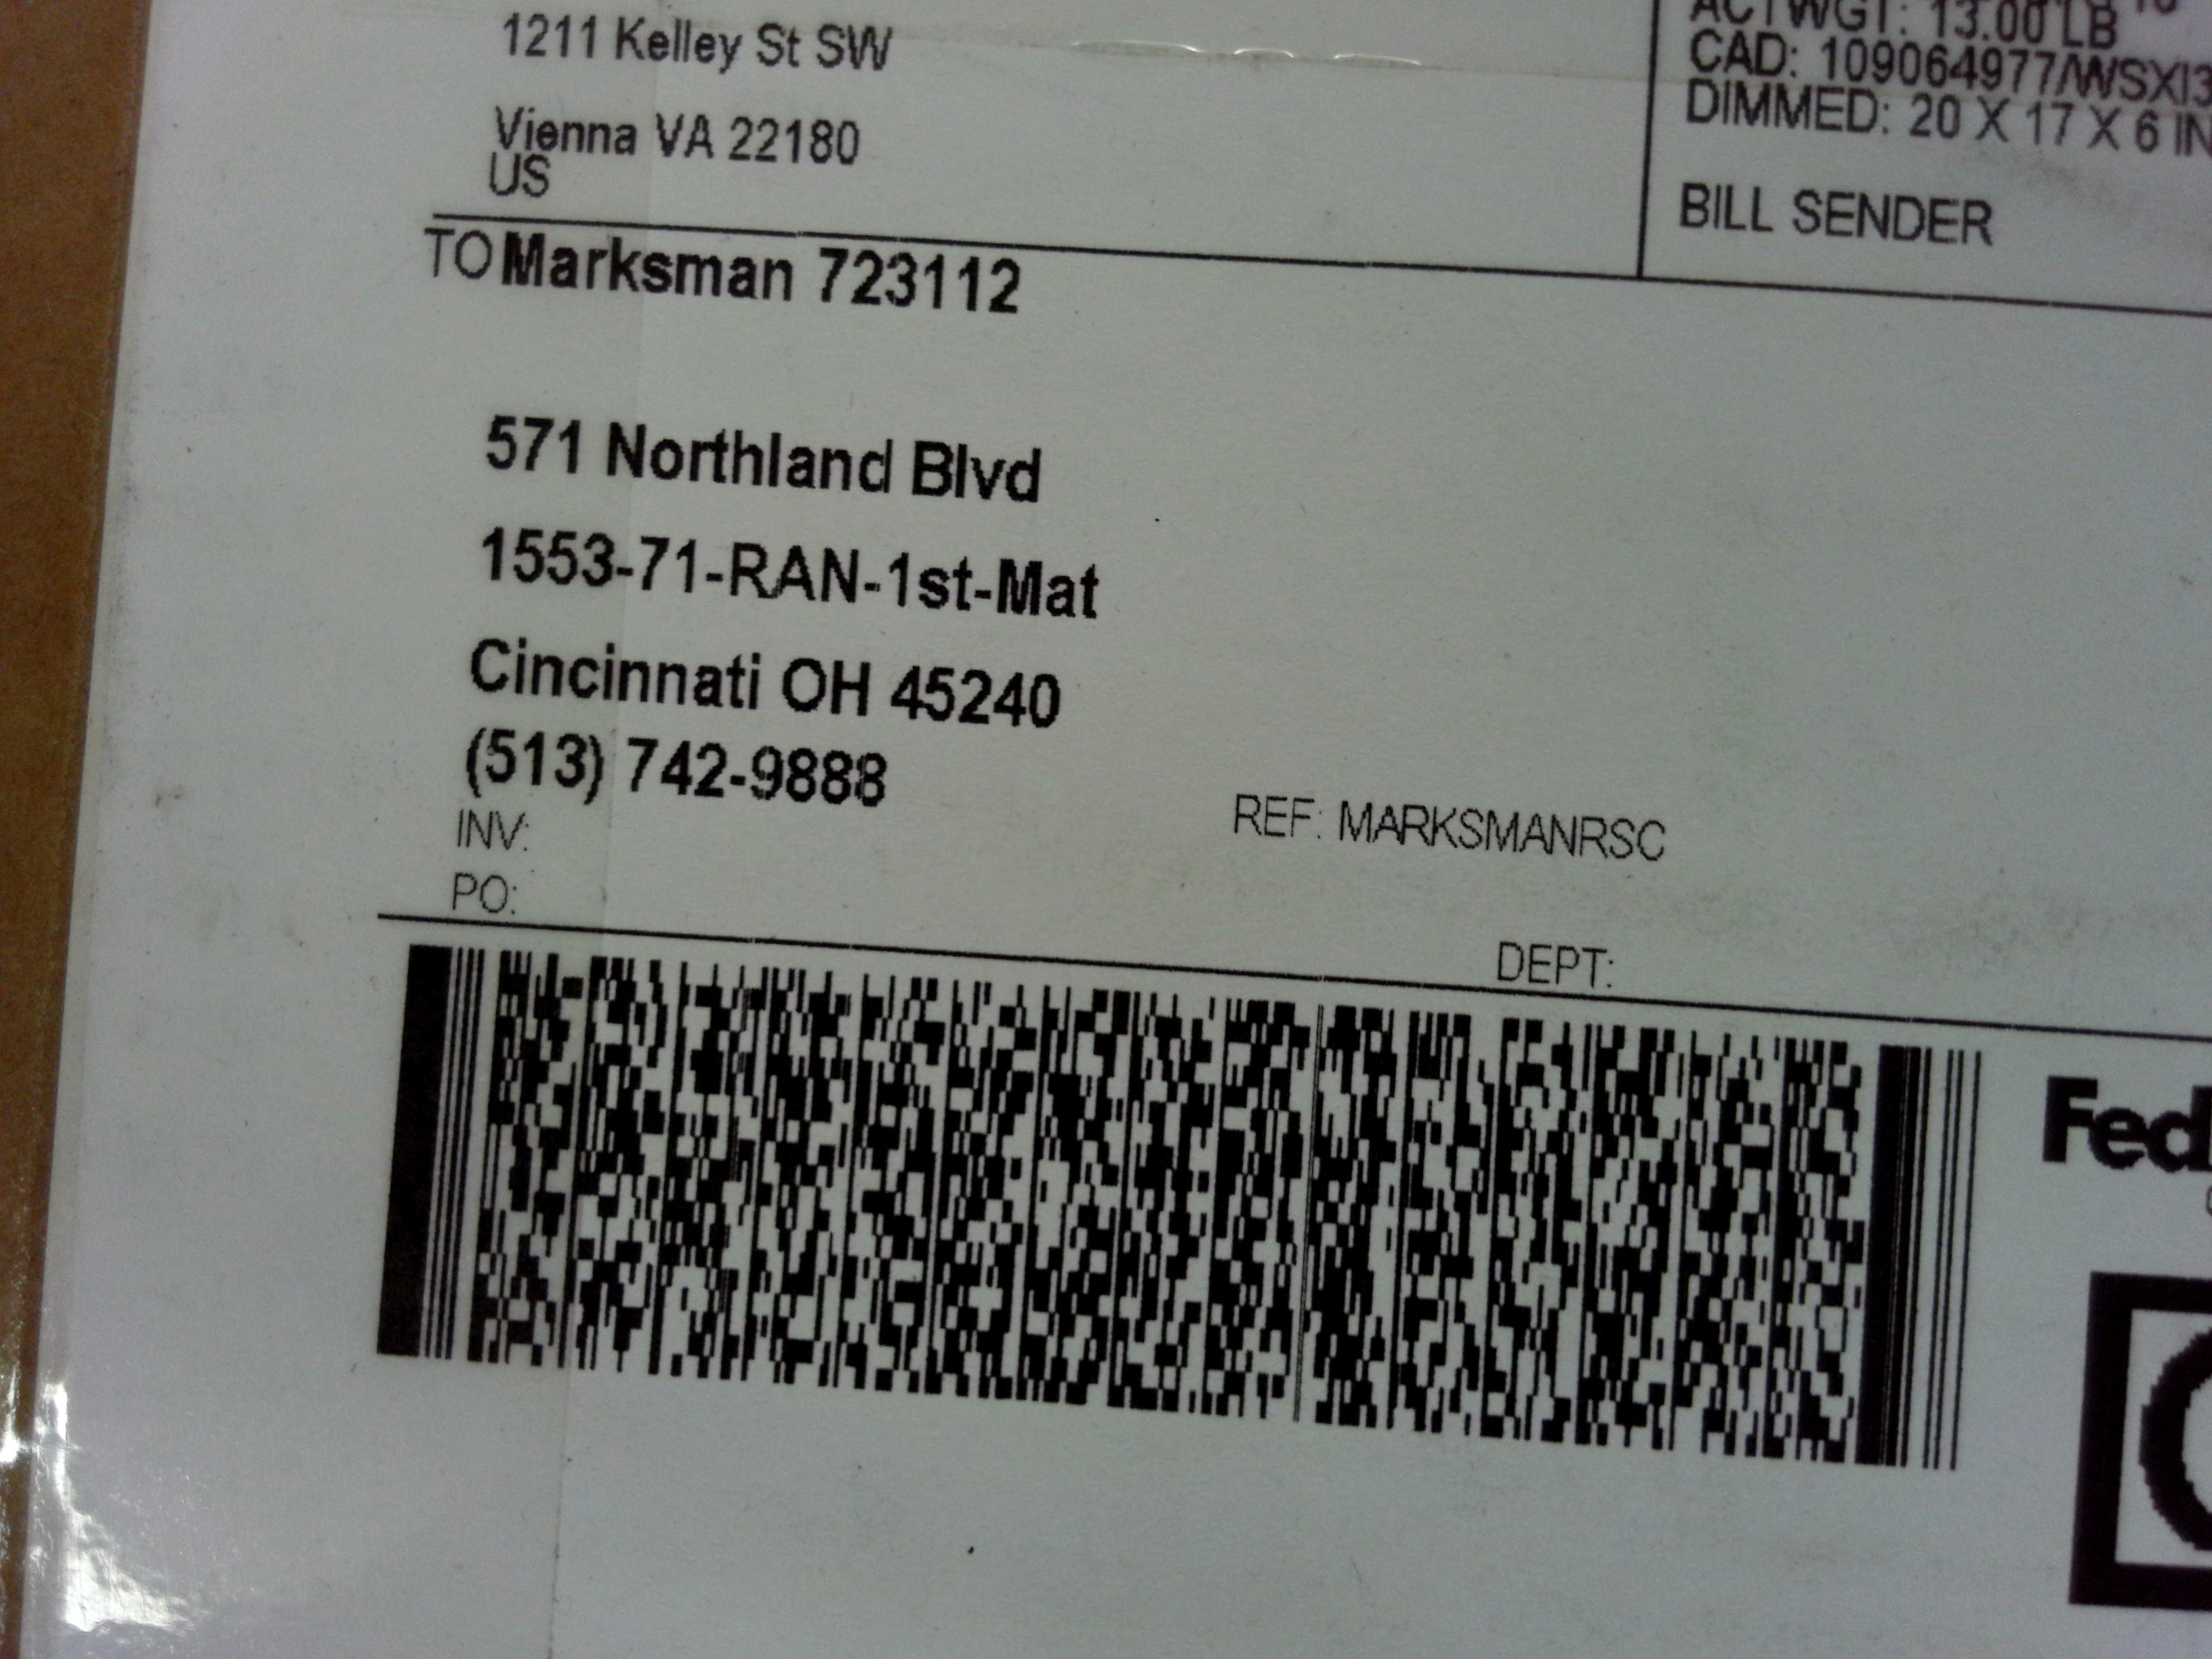 1211 Kelley St SW
Vienna VA 22180
US
ACTWGT: 13.00 LB
CAD: 109064977/WSXI3
DIMMED: 20 X 17 X 6 IN
BILL SENDER
TO Marksman 723112
571 Northland Blvd
1553-71-RAN-1st-Mat
Cincinnati OH 45240
(513) 742-9888
INV:
REF: MARKSMANRSC
PO:
DEPT:
Fed